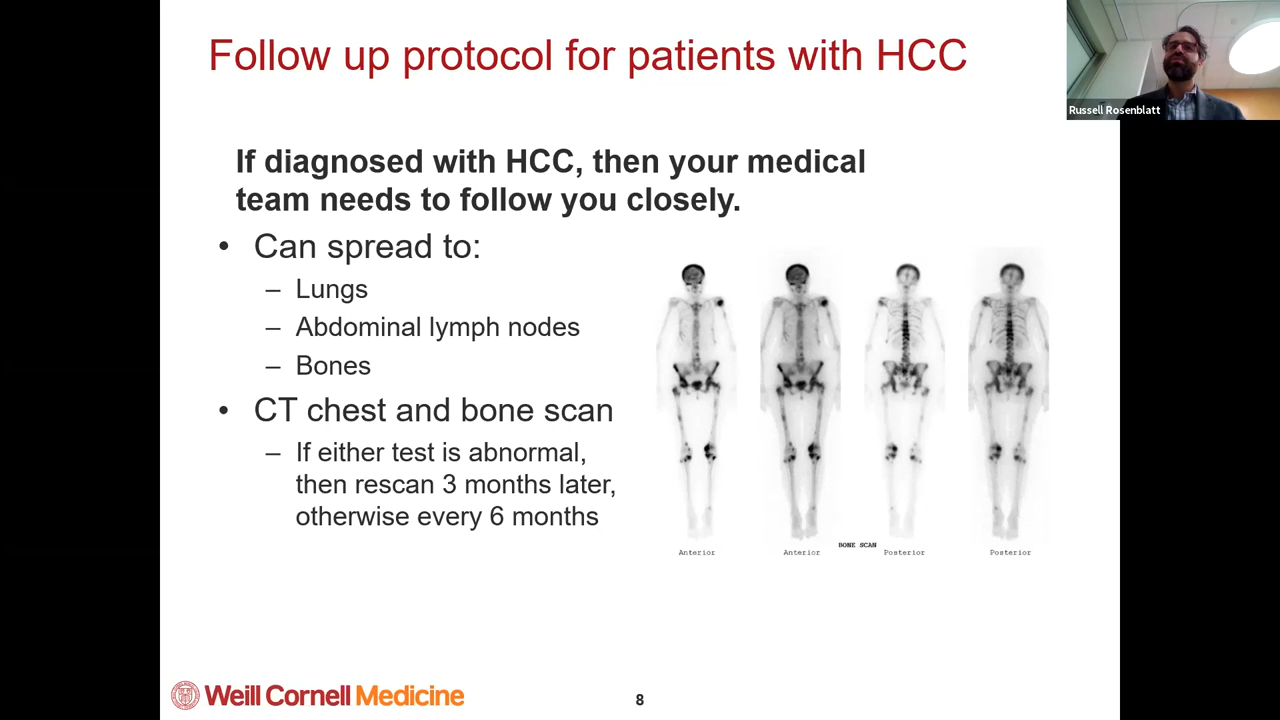 Follow up protocol for patients with HCC
Russell Rosenblatt
If diagnosed with HCC, then your medical
team needs to follow you closely.
• Can spread to:
– Lungs
– Abdominal lymph nodes
– Bones
• CT chest and bone scan
– If either test is abnormal,
then rescan 3 months later,
otherwise every 6 months
BONE SCAN
Anterior Anterior Posterior Posterior
Weill Cornell Medicine
8